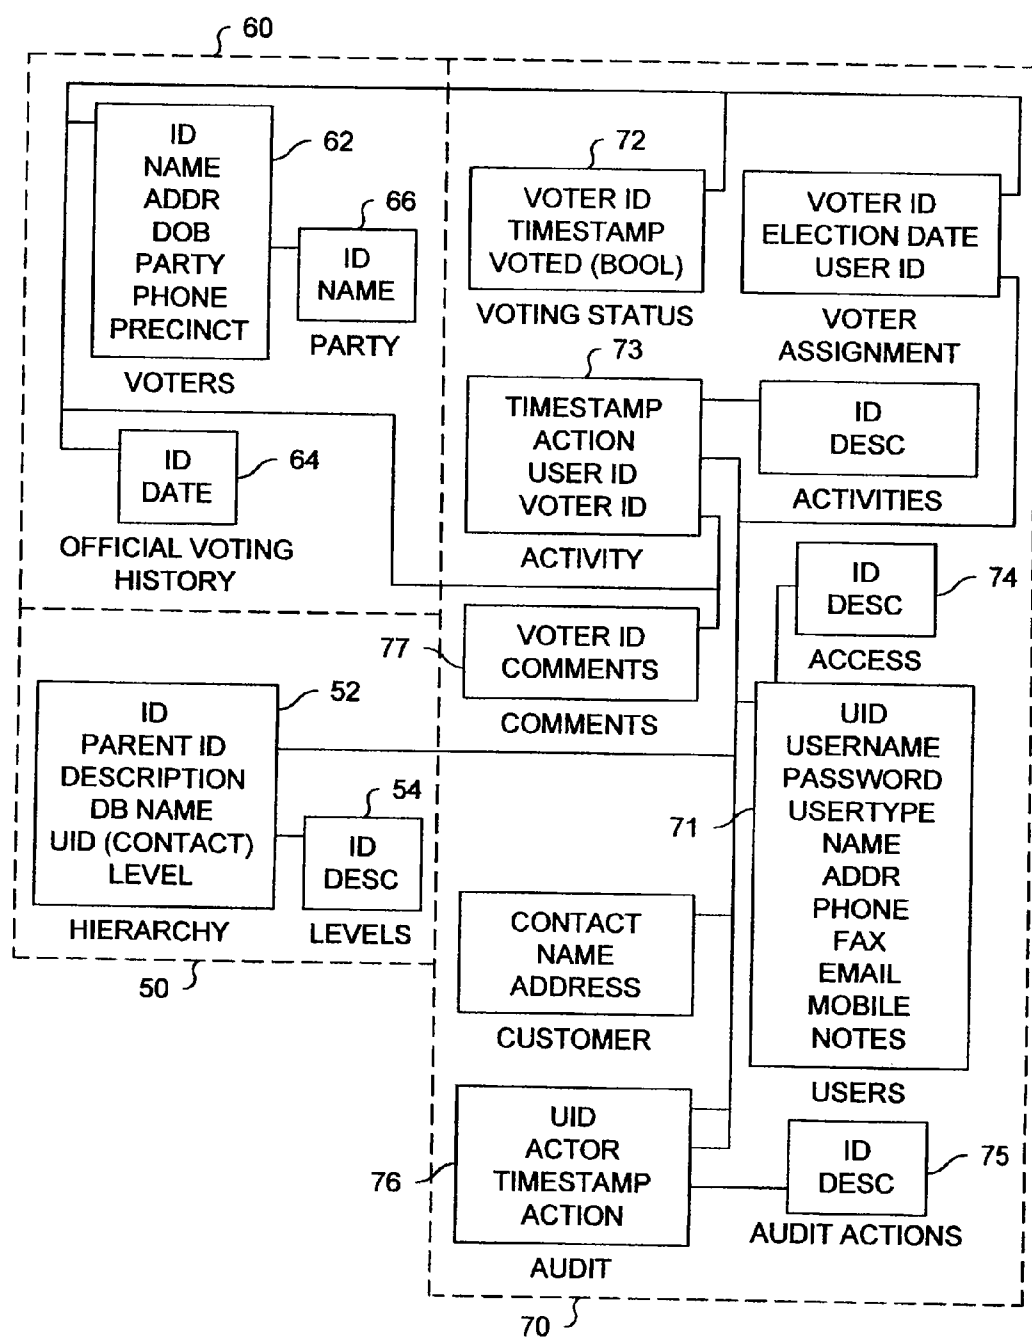 60
ID
NAME
ADDR
DOB
PARTY
PHONE
PRECINCT
62
VOTERS
66
ID
NAME
PARTY
ID
DATE
64
OFFICIAL VOTING
HISTORY
72
VOTER ID
TIMESTAMP
VOTED (BOOL)
VOTING STATUS
VOTER ID
ELECTION DATE
USER ID
VOTER
ASSIGNMENT
73
TIMESTAMP
ACTION
USER ID
VOTER ID
ACTIVITY
ID
DESC
ACTIVITIES
ID
DESC
74
ACCESS
77
VOTER ID
COMMENTS
COMMENTS
52
ID
PARENT ID
DESCRIPTION
DB NAME
UID (CONTACT)
LEVEL
HIERARCHY
54
ID
DESC
LEVELS
50
71
UID
USERNAME
PASSWORD
USERTYPE
NAME
ADDR
PHONE
FAX
EMAIL
MOBILE
NOTES
USERS
CONTACT
NAME
ADDRESS
CUSTOMER
76
UID
ACTOR
TIMESTAMP
ACTION
AUDIT
ID
DESC
75
AUDIT ACTIONS
70